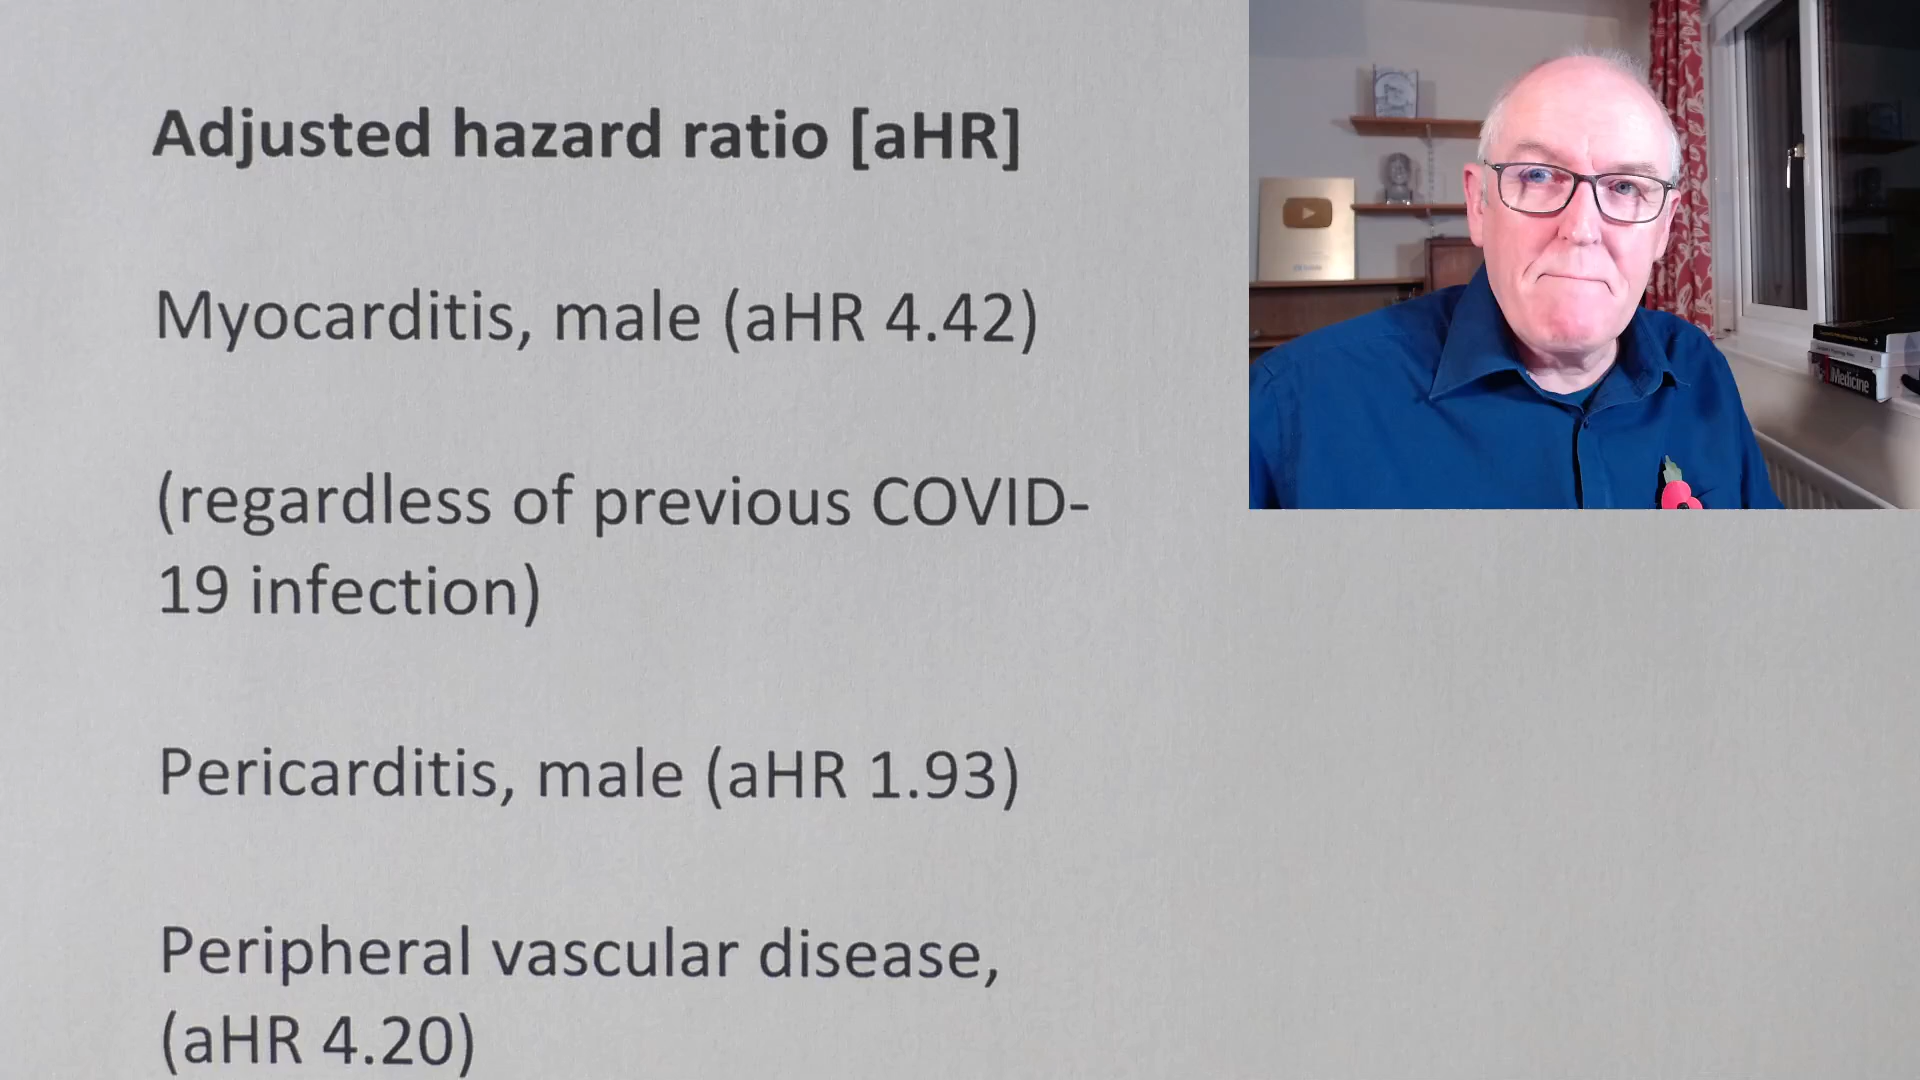 Adjusted hazard ratio [aHR]
Myocarditis, male (aHR 4.42)
(regardless of previous COVID-
19 infection)
Pericarditis, male (aHR 1.93)
Peripheral vascular disease,
(aHR 4.20)
Medicine